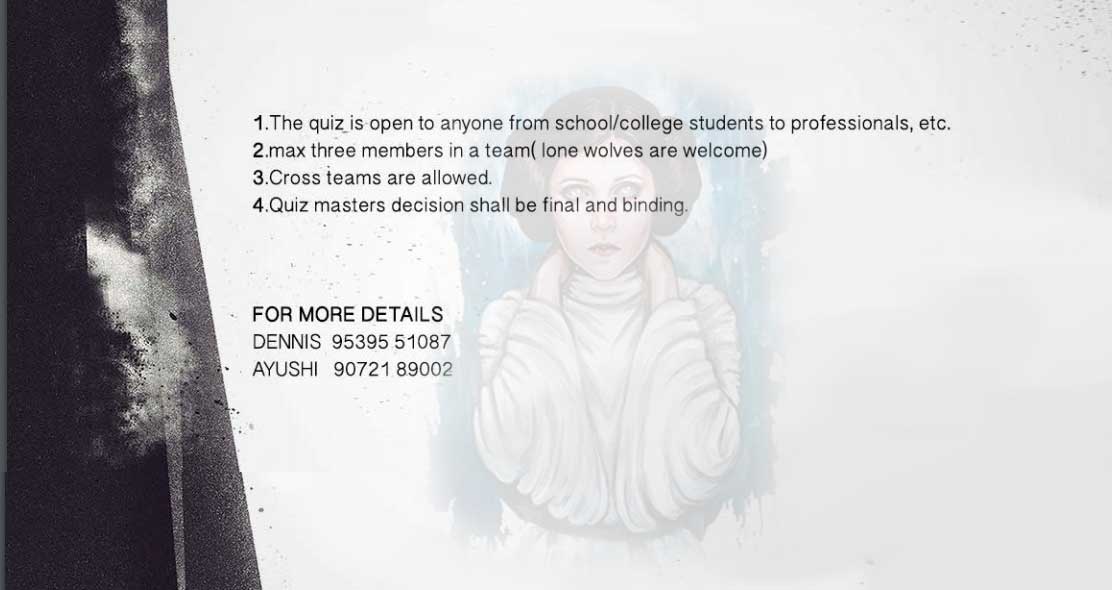 1.The quiz is open to anyone from school/college students to professionals, etc.
2.max three members in a team( lone wolves are welcome)
3.Cross teams are allowed.
4.Quiz masters decision shall be final and binding.
FOR MORE DETAILS
DENNIS 95395 51087
AYUSHI 90721 89002